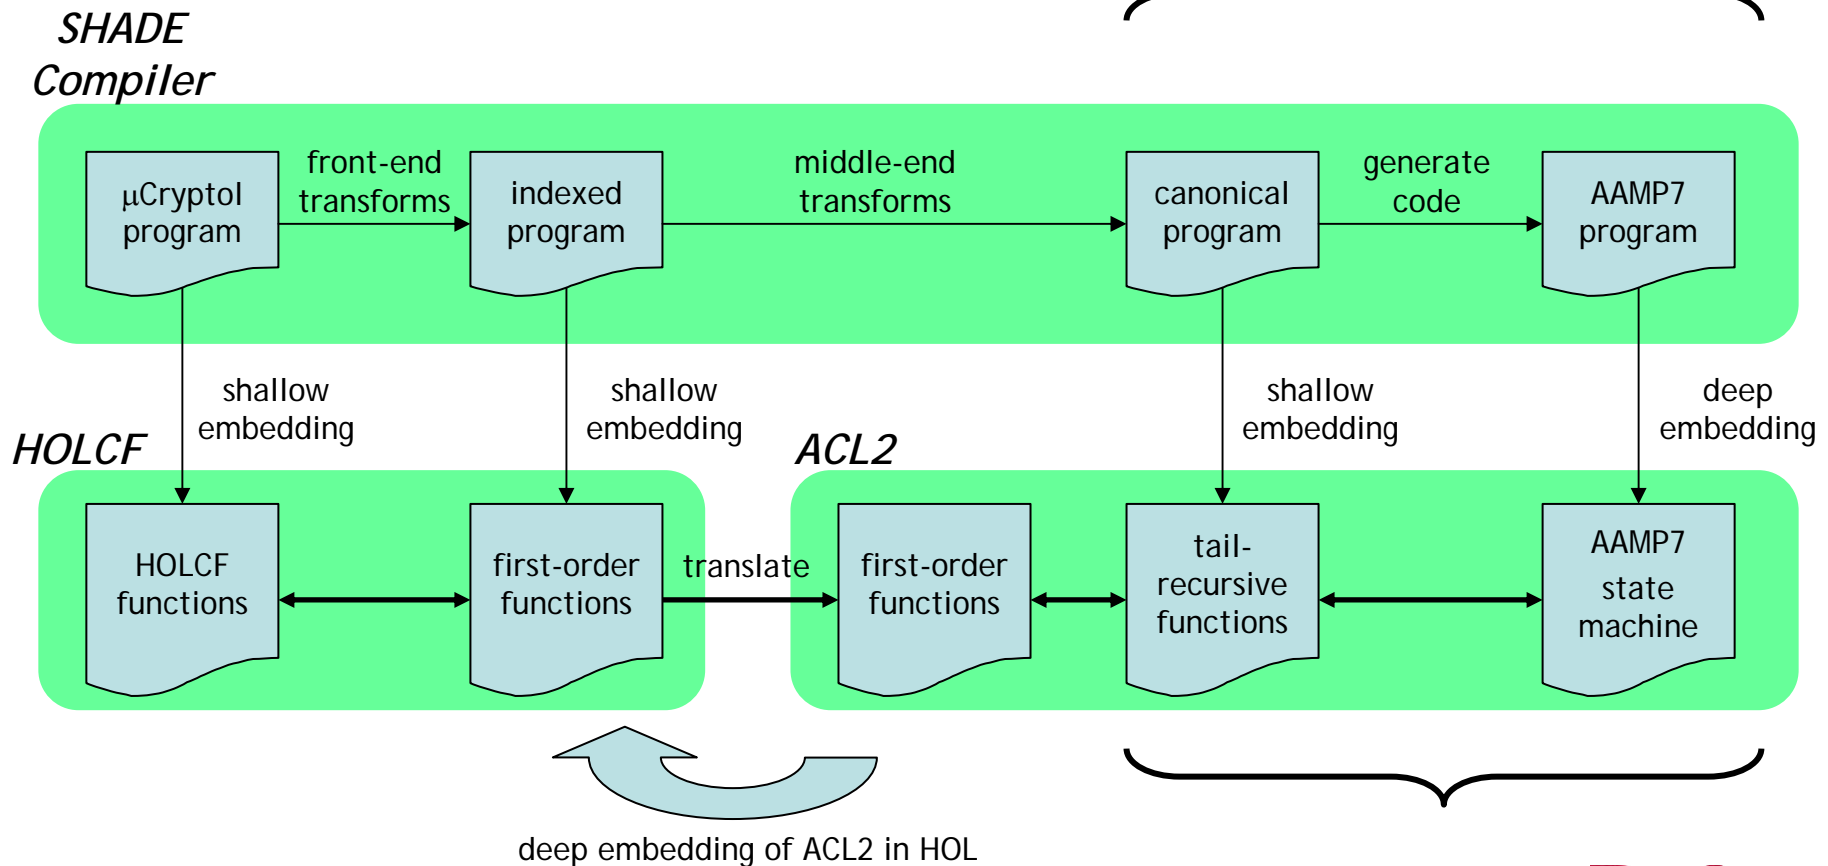 SHADE
Compiler
μCryptol
program
front-end
transforms
indexed
program
middle-end
transforms
canonical
program
generate
code
AAMP7
program
shallow
embedding
shallow
embedding
shallow
embedding
deep
embedding
HOLCF
ACL2
HOLCF
functions
first-order
functions
translate
first-order
functions
tail-
recursive
functions
AAMP7
state
machine
deep embedding of ACL2 in HOL